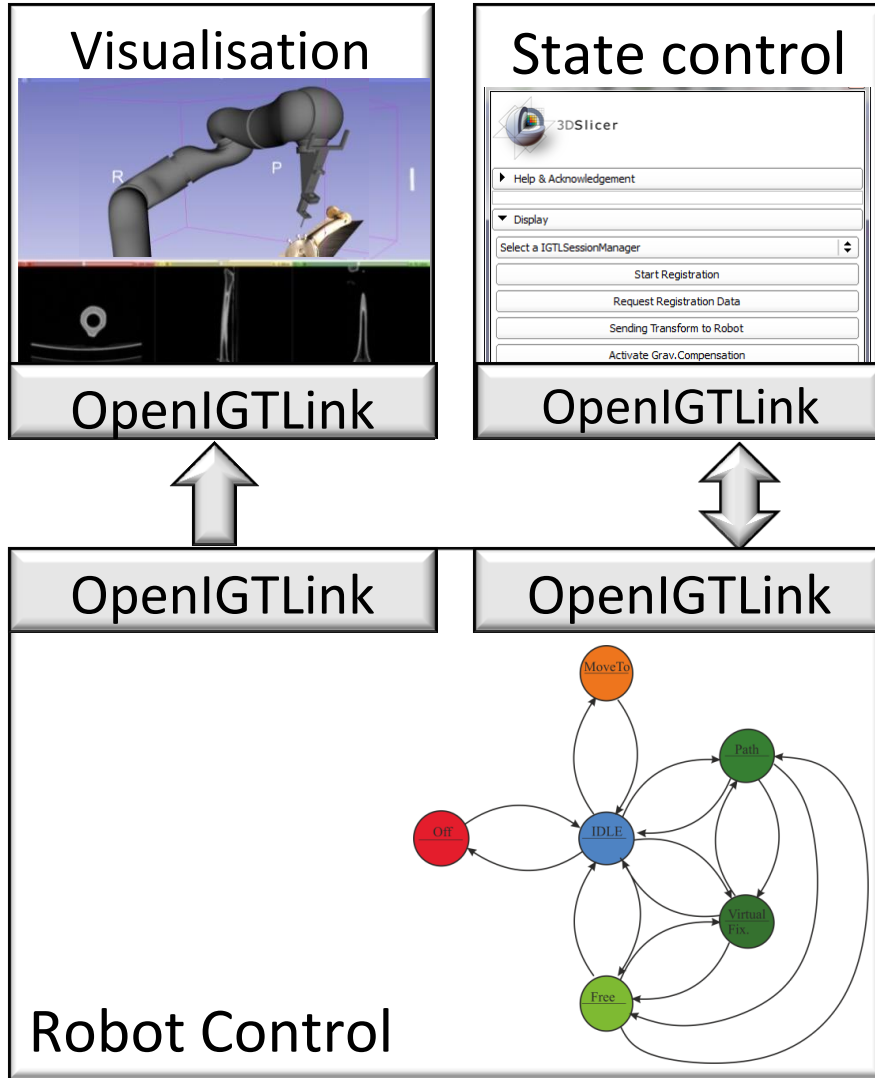 Visualisation
R
P
OpenIGTLink
State control
3DSlicer
Help & Acknowledgement
Display
Select a IGTLSessionManager
Start Registration
Request Registration Data
Sending Transform to Robot
Activate Grav.Compensation
OpenIGTLink
OpenIGTLink
OpenIGTLink
MoveTo
Path
Off
IDLE
Virtual
Fix.
Free
Robot Control